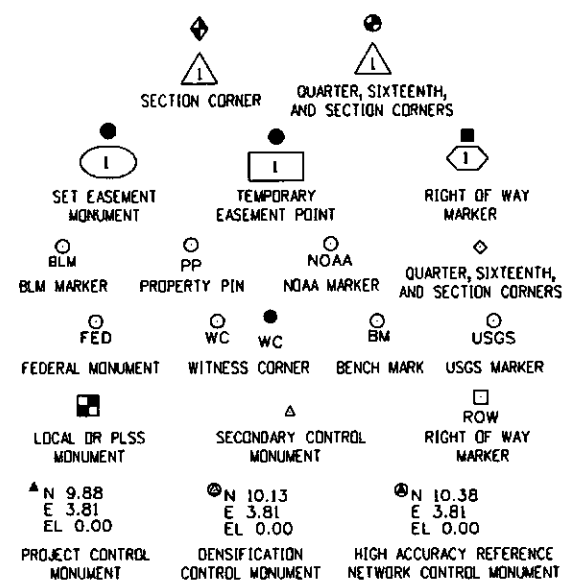 1
1
SECTION CORNER
QUARTER, SIXTEENTH,
AND SECTION CORNERS
1
1
1
SET EASEMENT
MONUMENT
TEMPORARY
EASEMENT POINT
RIGHT OF WAY
MARKER
BLM
PP
NOAA
BLM MARKER
PROPERTY PIN
NOAA MARKER
QUARTER, SIXTEENTH,
AND SECTION CORNERS
FED
WC
WC
BM
USGS
FEDERAL MONUMENT
WITNESS CORNER
BENCH MARK
USGS MARKER
LOCAL OR PLSS
MONUMENT
SECONDARY CONTROL
MONUMENT
ROW
RIGHT OF WAY
MARKER
N 9.88
E 3.81
EL 0.00
PROJECT CONTROL
MONUMENT
N 10.13
E 3.81
EL 0.00
DENSIFICATION
CONTROL MONUMENT
N 10.38
E 3.81
EL 0.00
HIGH ACCURACY REFERENCE
NETWORK CONTROL MONUMENT